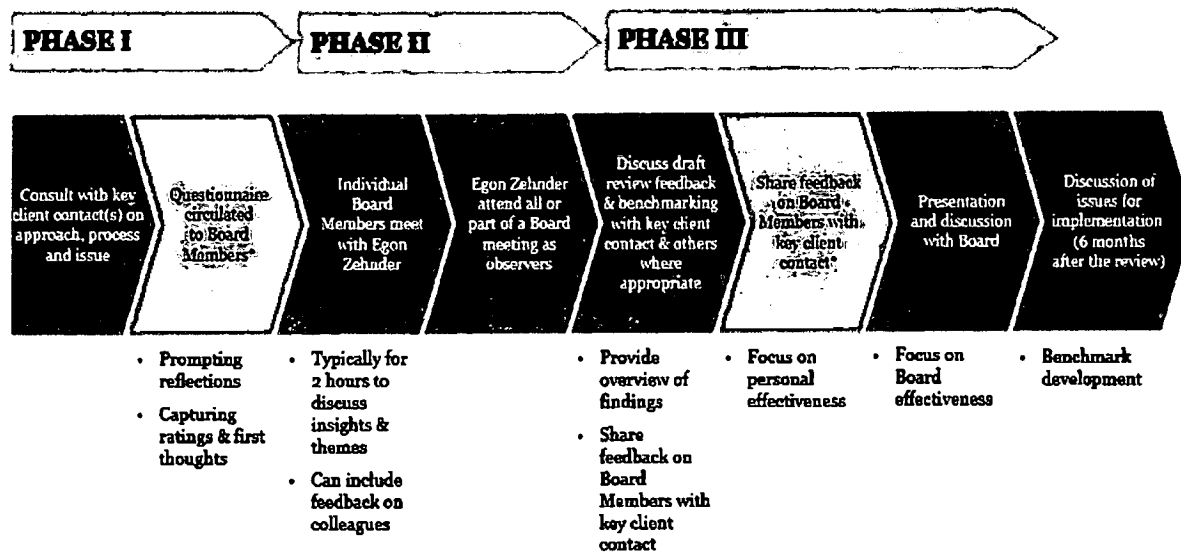 PHASE I
PHASE II
PHASE III
Consult with key
client contact(s) on
approach, process
and issue
Questionnaire
circulated
to Board
Members
Individual
Board
Members meet
with Egon
Zehnder
Egon Zehnder
attend all or
part of a Board
meeting as
observers
Discuss draft
review feedback
& benchmarking
with key client
contact & others
where
appropriate
Share feedback
on Board
Members with
key client
contact*
Presentation
and discussion
with Board
Discussion of
issues for
implementation
(6 months
after the review)
• Prompting
reflections
• Capturing
ratings & first
thoughts
• Typically for
2 hours to
discuss
insights &
themes
• Can include
feedback on
colleagues
• Provide
overview of
findings
• Share
feedback on
Board
Members with
key client
contact
• Focus on
personal
effectiveness
• Focus on
Board
effectiveness
• Benchmark
development